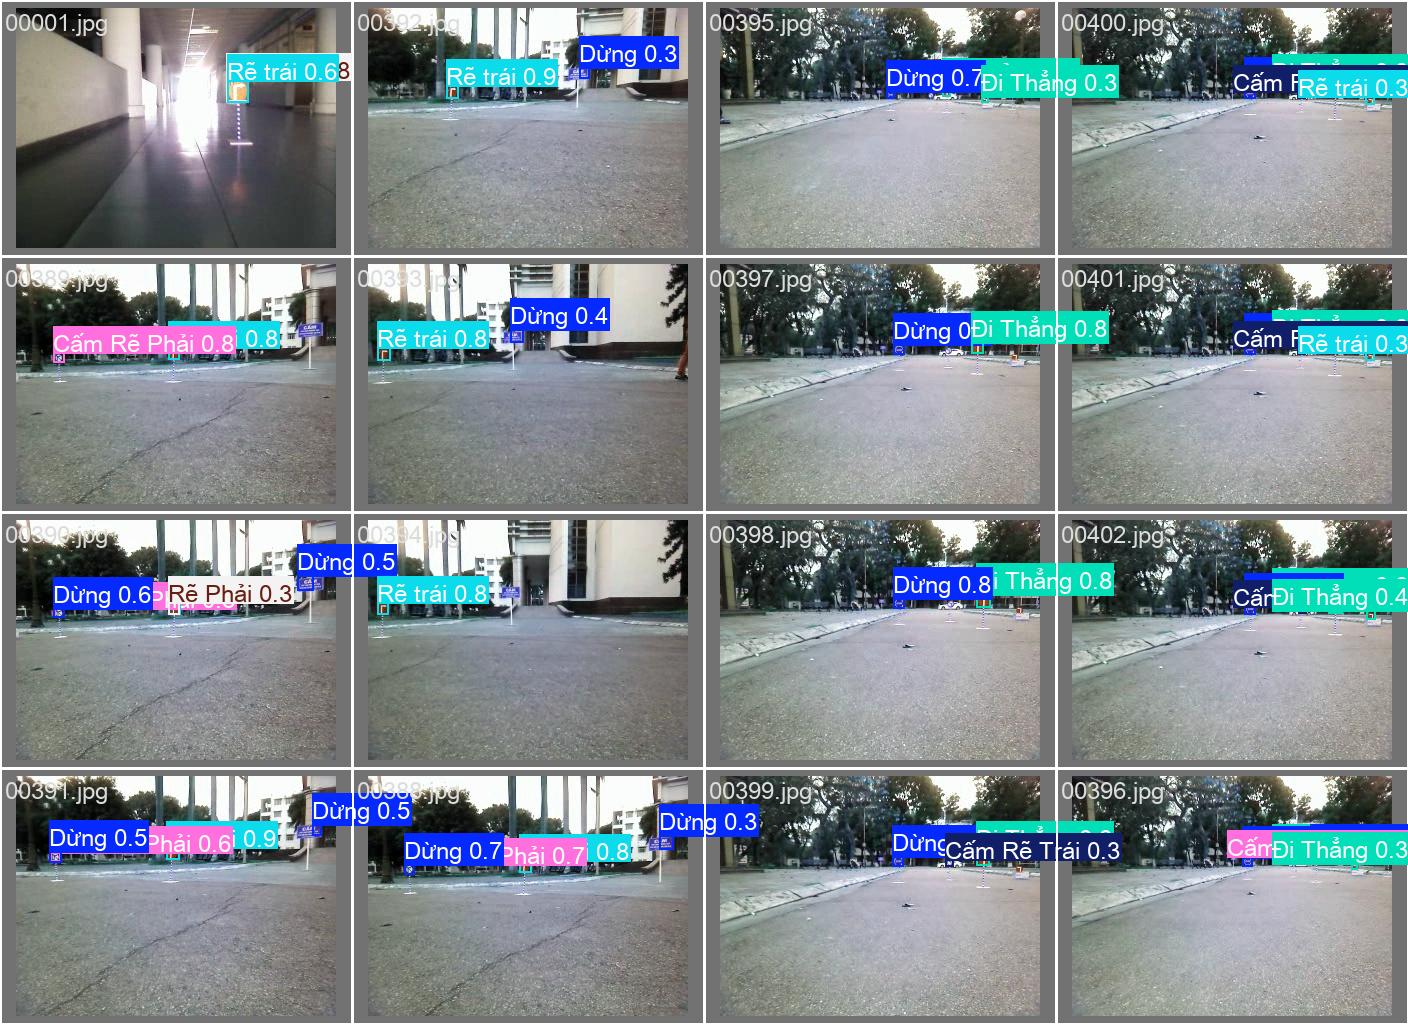 00001.jpg
Rẽ trái 0.68
00392.jpg
Rẽ trái 0.9
Dừng 0.3
00395.jpg
Dừng 0.7
Đi Thẳng 0.3
00400.jpg
Cấm R
Rẽ trái 0.3
00389.jpg
Cấm Rẽ Phải 0.8
i 0.8
CẤM
00393.jpg
Rẽ trái 0.8
Dừng 0.4
00397.jpg
Dừng 0
Đi Thẳng 0.8
00401.jpg
Cấm R
Rẽ trái 0.3
00390.jpg
Dừng 0.6
Rẽ Phải 0.3
Dừng 0.5
CẤM
00394.jpg
Rẽ trái 0.8
00398.jpg
Dừng 0.8
i Thẳng 0.8
00402.jpg
Cấm
Đi Thẳng 0.4
00391.jpg
Dừng 0.5
Phải 0.6
i 0.9
Dừng 0.5
00388.jpg
Dừng 0.7
Phải 0.7
i 0.8
Dừng 0.3
00399.jpg
Dừng
Cấm Rẽ Trái 0.3
00396.jpg
Cấm
Đi Thẳng 0.3